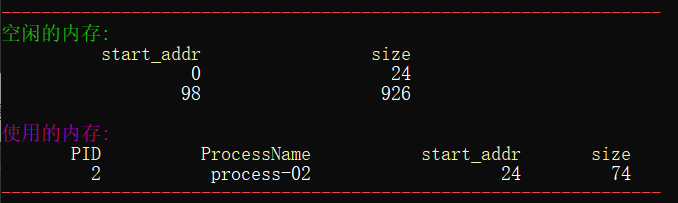 空闲的内存:
start_addr size
0 24
98 926
使用的内存:
PID ProcessName start_addr size
2 process-02 24 74